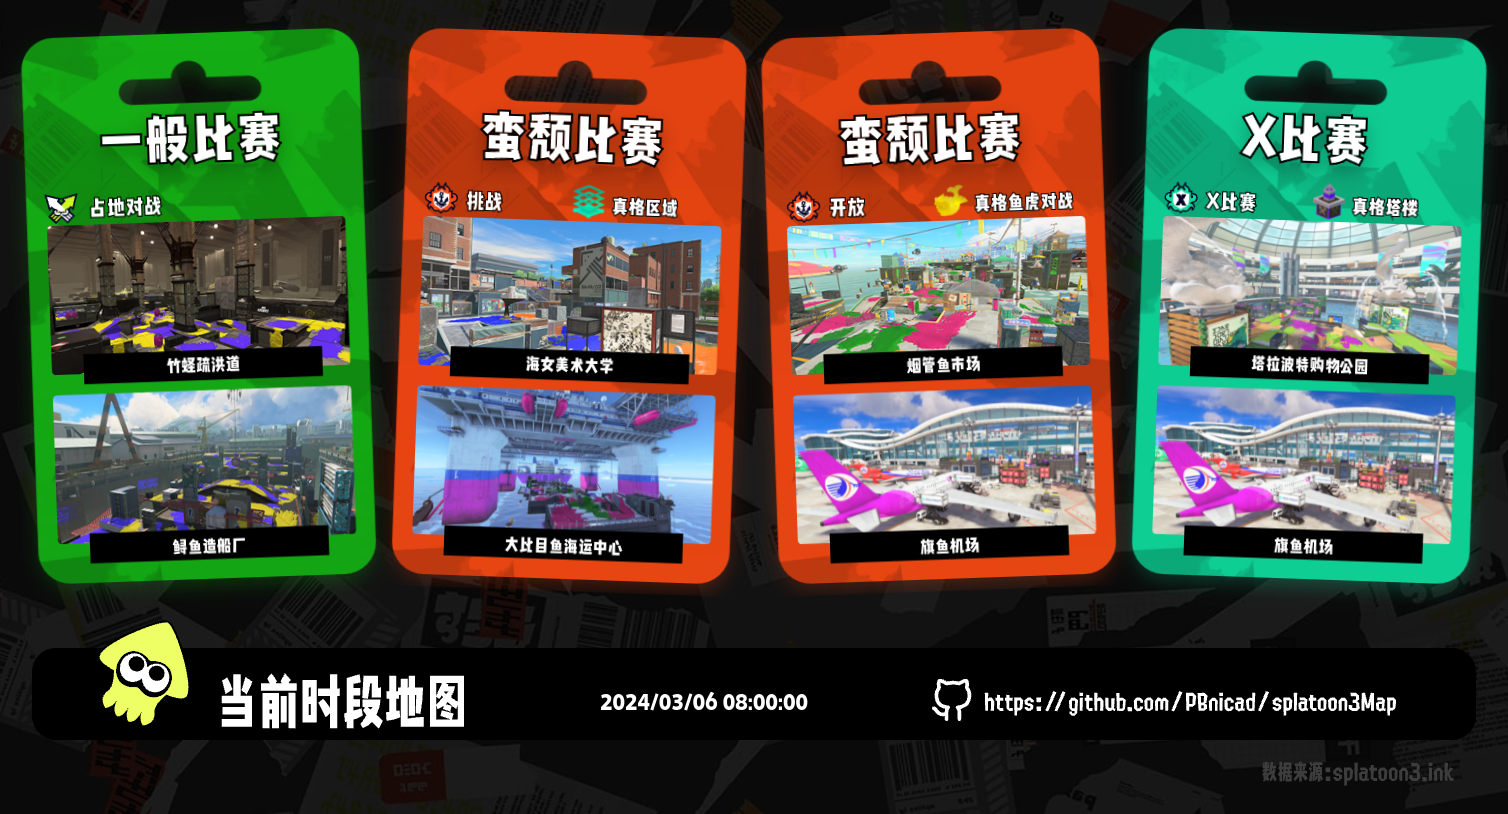 一般比赛
占地对战
竹蛏疏洪道
鲟鱼造船厂
蛮颓比赛
挑战
真格区域
海女美术大学
大比目鱼海运中心
蛮颓比赛
开放
真格鱼虎对战
烟管鱼市场
旗鱼机场
X比赛
X比赛
真格塔楼
塔拉波特购物公园
旗鱼机场
当前时段地图
2024/03/06 08:00:00
https://github.com/PBnicad/splatoon3Map
数据来源:splatoon3.ink